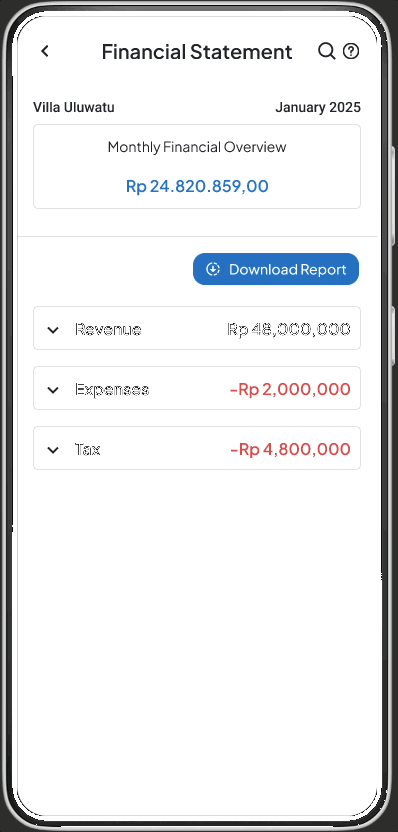 Financial Statement
Villa Uluwatu January 2025
Monthly Financial Overview
Rp 24.820.859,00
Download Report
Revenue Rp 48,000,000
Expenses -Rp 2,000,000
Tax -Rp 4,800,000